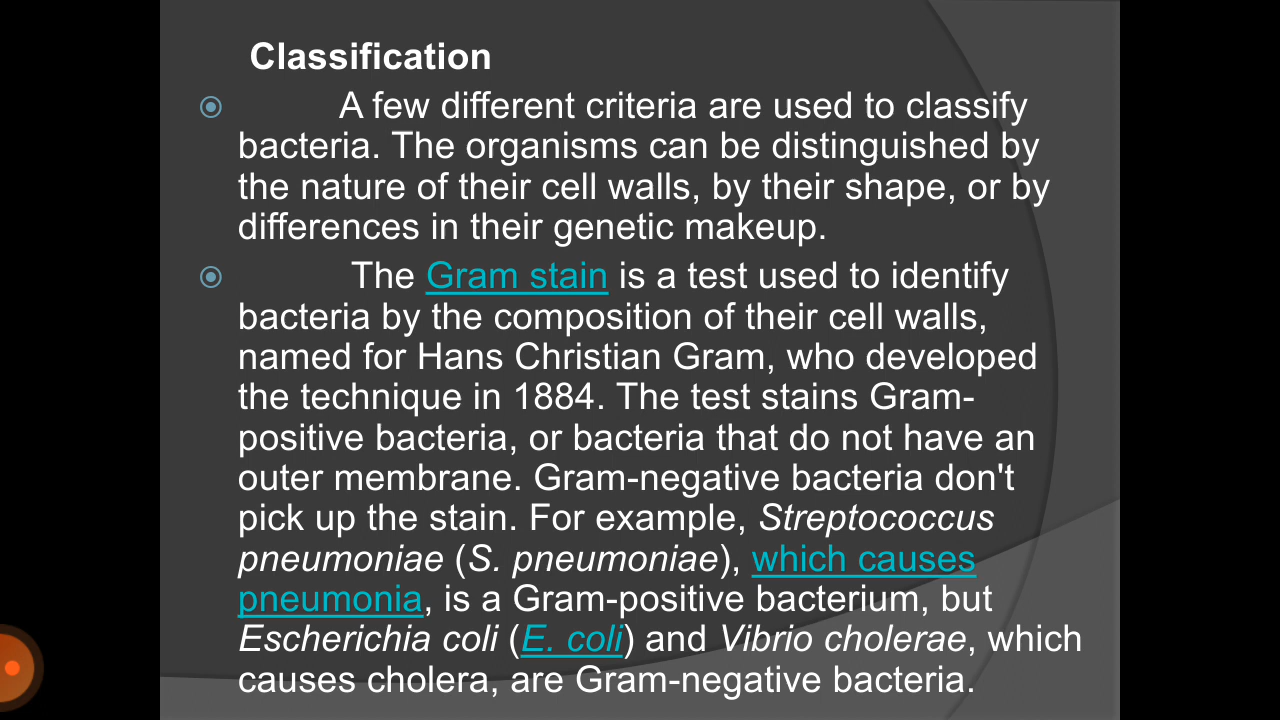 Classification
A few different criteria are used to classify
bacteria. The organisms can be distinguished by
the nature of their cell walls, by their shape, or by
differences in their genetic makeup.
The Gram stain is a test used to identify
bacteria by the composition of their cell walls,
named for Hans Christian Gram, who developed
the technique in 1884. The test stains Gram-
positive bacteria, or bacteria that do not have an
outer membrane. Gram-negative bacteria don't
pick up the stain. For example, Streptococcus
pneumoniae (S. pneumoniae), which causes
pneumonia, is a Gram-positive bacterium, but
Escherichia coli (E. coli) and Vibrio cholerae, which
causes cholera, are Gram-negative bacteria.